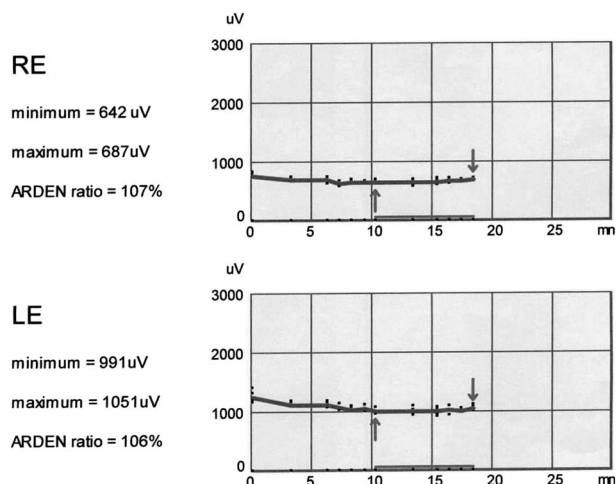 uV
RE
3000
minimum = 642 uV
2000
maximum = 687uV
1000
ARDEN ratio = 107%
0
0 5 10 15 20 25 mn
uV
LE
3000
minimum = 991uV
2000
maximum = 1051uV
1000
ARDEN ratio = 106%
0
0 5 10 15 20 25 mn